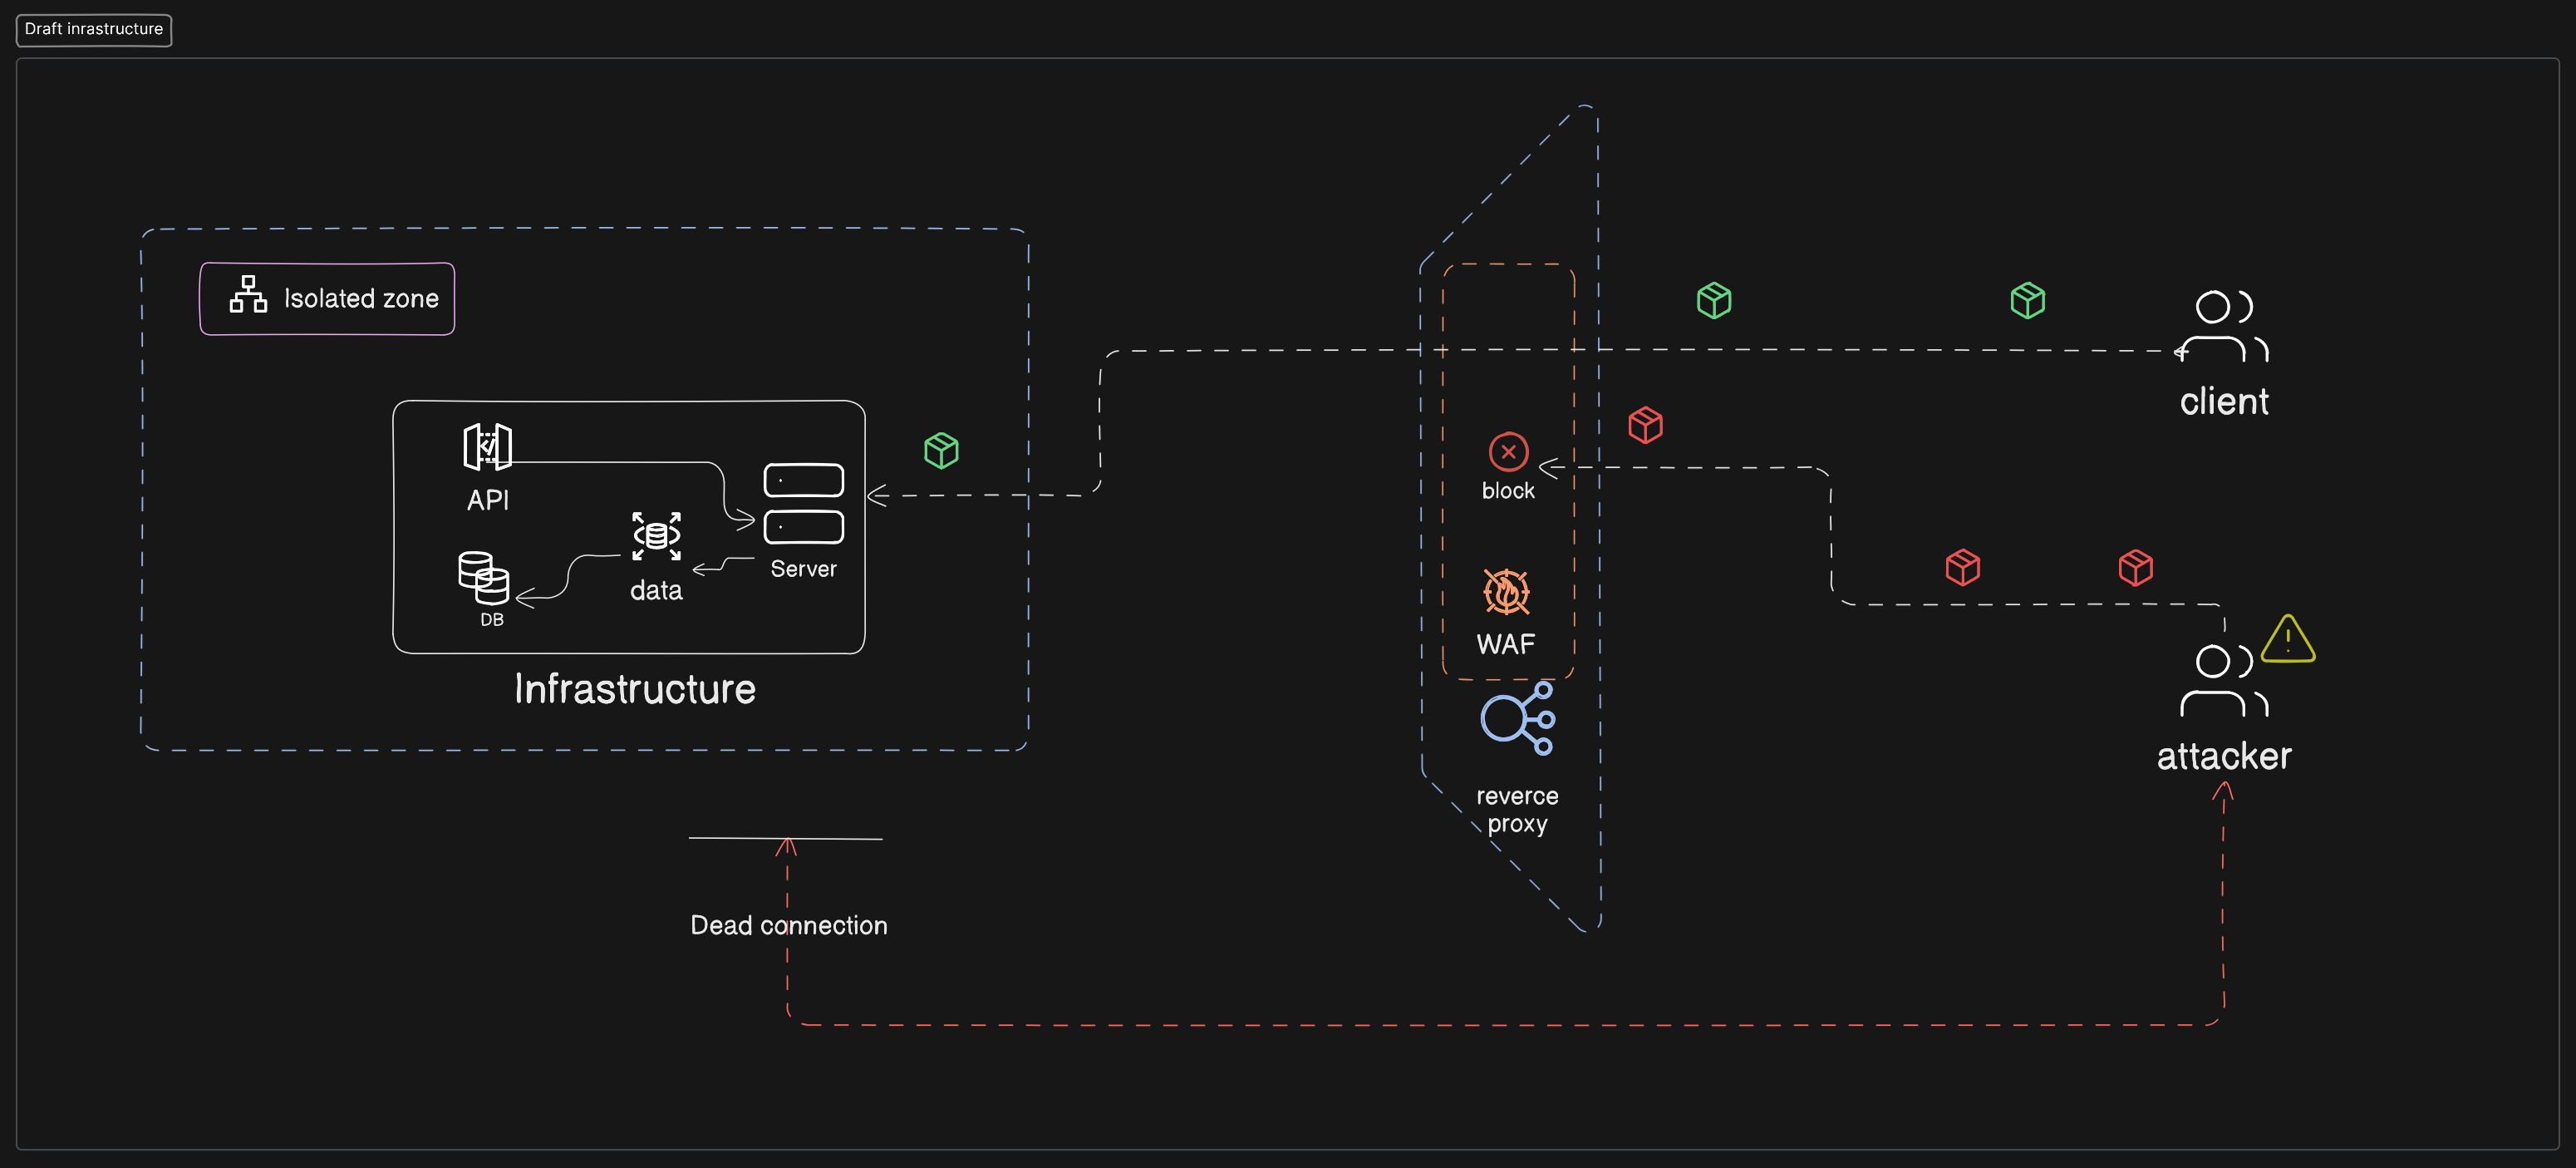 Draft inrastructure
Isolated zone
API
Server
data
DB
Infrastructure
Dead connection
block
WAF
reverce
proxy
client
attacker